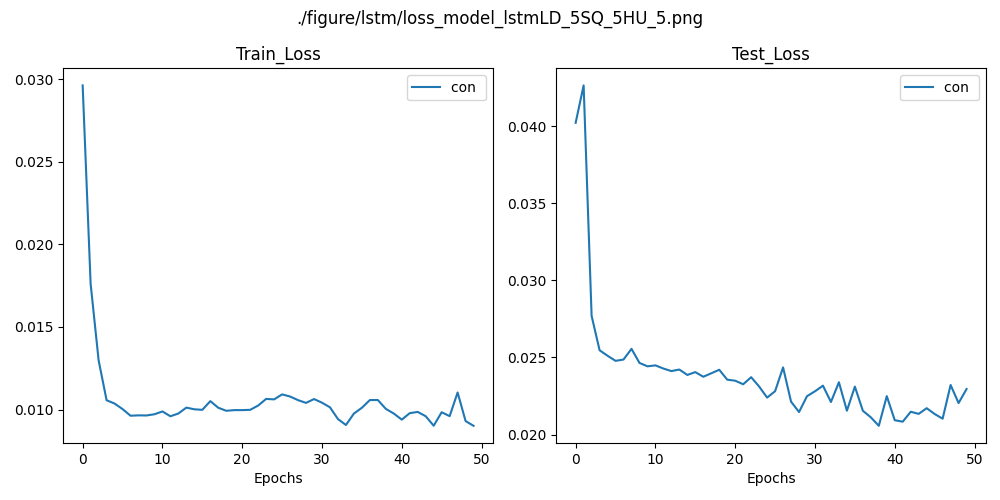 ./figure/lstm/loss_model_lstmLD_5SQ_5HU_5.png
Train_Loss
con
0.030
0.025
0.020
0.015
0.010
0 10 20 30 40 50
Epochs
Test_Loss
con
0.040
0.035
0.030
0.025
0.020
0 10 20 30 40 50
Epochs